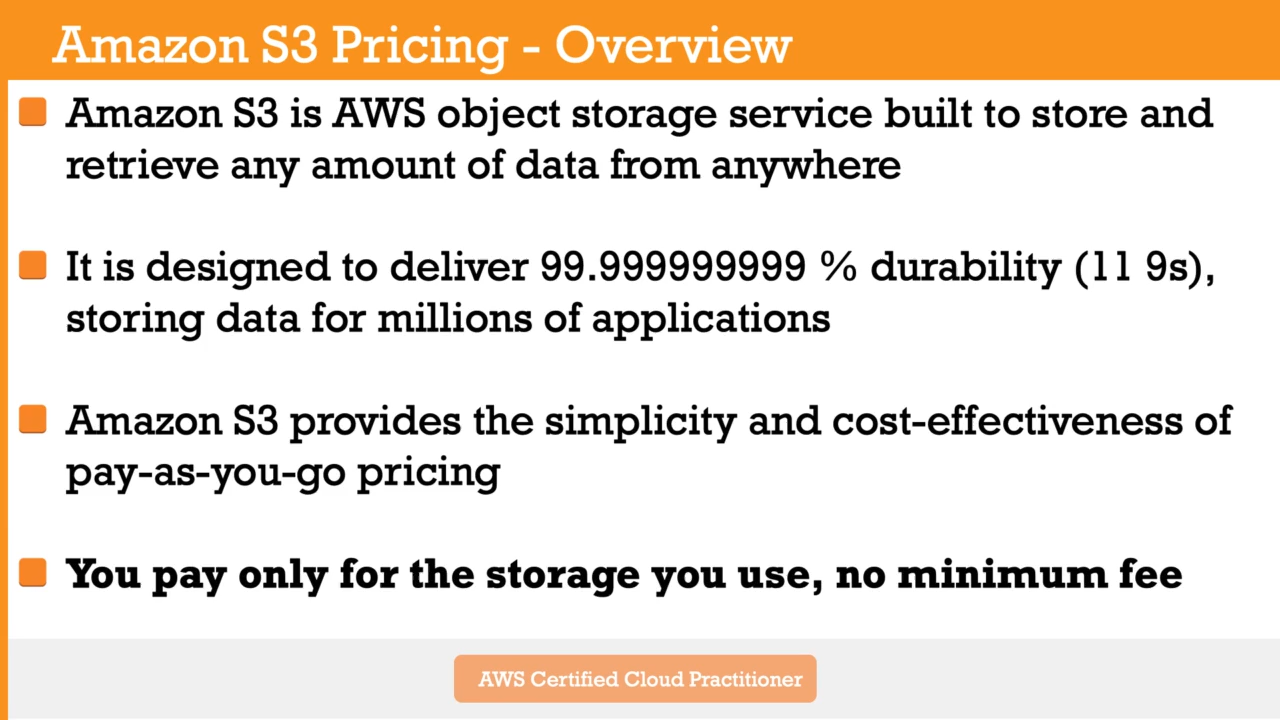 Amazon S3 Pricing - Overview
Amazon S3 is AWS object storage service built to store and
retrieve any amount of data from anywhere
It is designed to deliver 99.999999999 % durability (11 9s),
storing data for millions of applications
Amazon S3 provides the simplicity and cost-effectiveness of
pay-as-you-go pricing
You pay only for the storage you use, no minimum fee
AWS Certified Cloud Practitioner